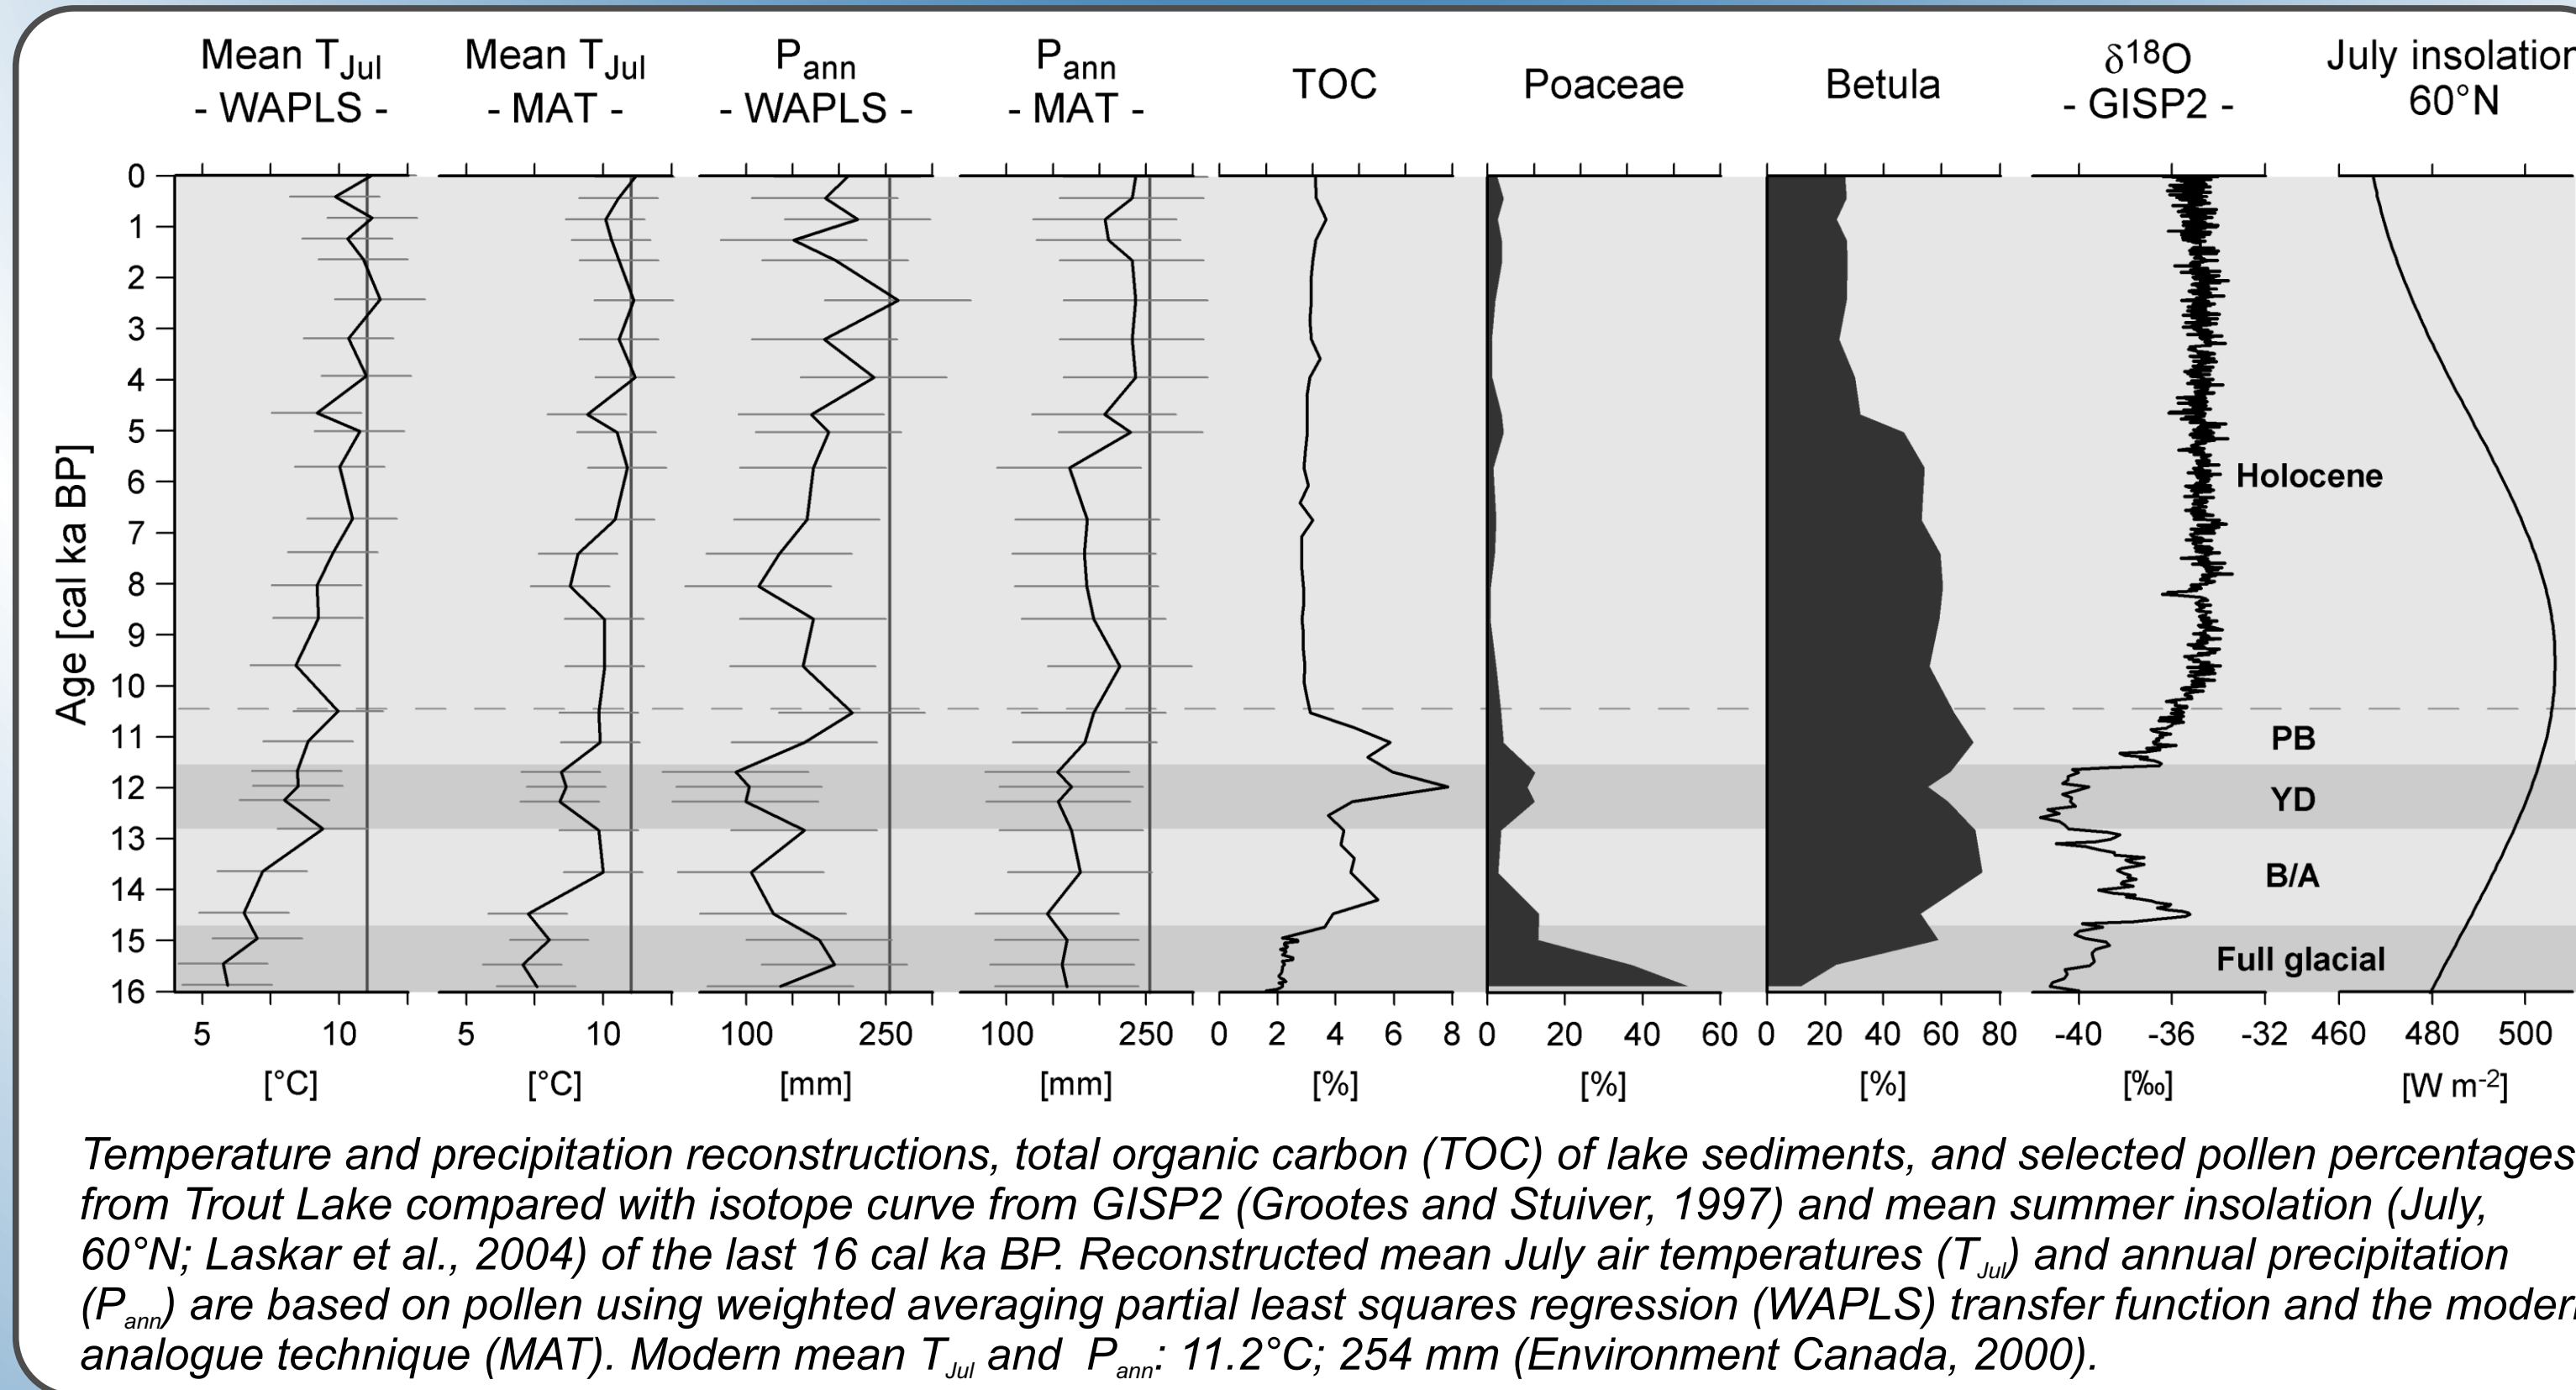 Mean TJul
- WAPLS -
Mean TJul
- MAT -
Pann
- WAPLS -
Pann
- MAT -
TOC
Poaceae
Betula
δ18O
- GISP2 -
July insolation
60°N
Age [cal ka BP]
0
1
2
3
4
5
6
7
8
9
10
11
12
13
14
15
16
Holocene
PB
YD
B/A
Full glacial
5 10
5 10
100 250
100 250
0 2 4 6 8
0 20 40 60
0 20 40 60 80
-40 -36 -32
460 480 500
[°C]
[°C]
[mm]
[mm]
[%]
[%]
[%]
[‰]
[W m-2]
Temperature and precipitation reconstructions, total organic carbon (TOC) of lake sediments, and selected pollen percentages
from Trout Lake compared with isotope curve from GISP2 (Grootes and Stuiver, 1997) and mean summer insolation (July,
60°N; Laskar et al., 2004) of the last 16 cal ka BP. Reconstructed mean July air temperatures (TJul) and annual precipitation
(Pann) are based on pollen using weighted averaging partial least squares regression (WAPLS) transfer function and the modern
analogue technique (MAT). Modern mean TJul and Pann: 11.2°C; 254 mm (Environment Canada, 2000).